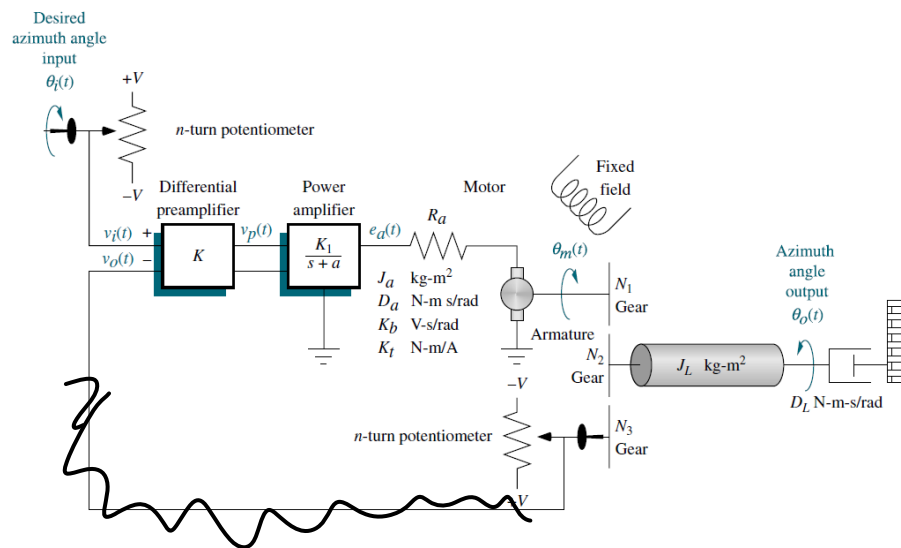 Desired
azimuth angle
input
θi(t)
+V
n-turn potentiometer
−V
Differential
preamplifier
Power
amplifier
Motor
Fixed
field
vi(t) +
vo(t) −
K
vp(t)
K1
s + a
ea(t)
Ra
Ja kg-m²
Da N-m s/rad
Kb V-s/rad
Kt N-m/A
θm(t)
Armature
N1
Gear
N2
Gear
JL kg-m²
Azimuth
angle
output
θo(t)
DL N-m-s/rad
−V
n-turn potentiometer
N3
Gear